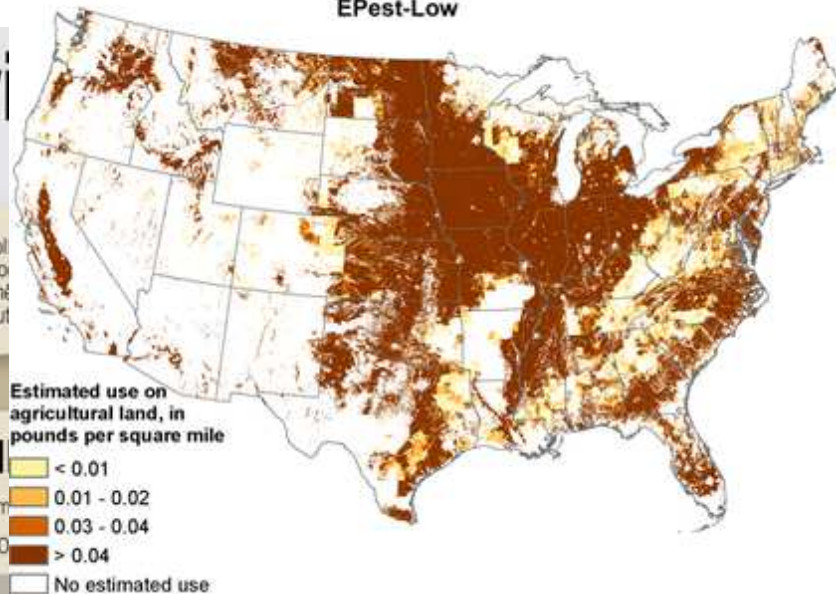 EPest-Low
Estimated use on
agricultural land, in
pounds per square mile
< 0.01
0.01 - 0.02
0.03 - 0.04
> 0.04
No estimated use